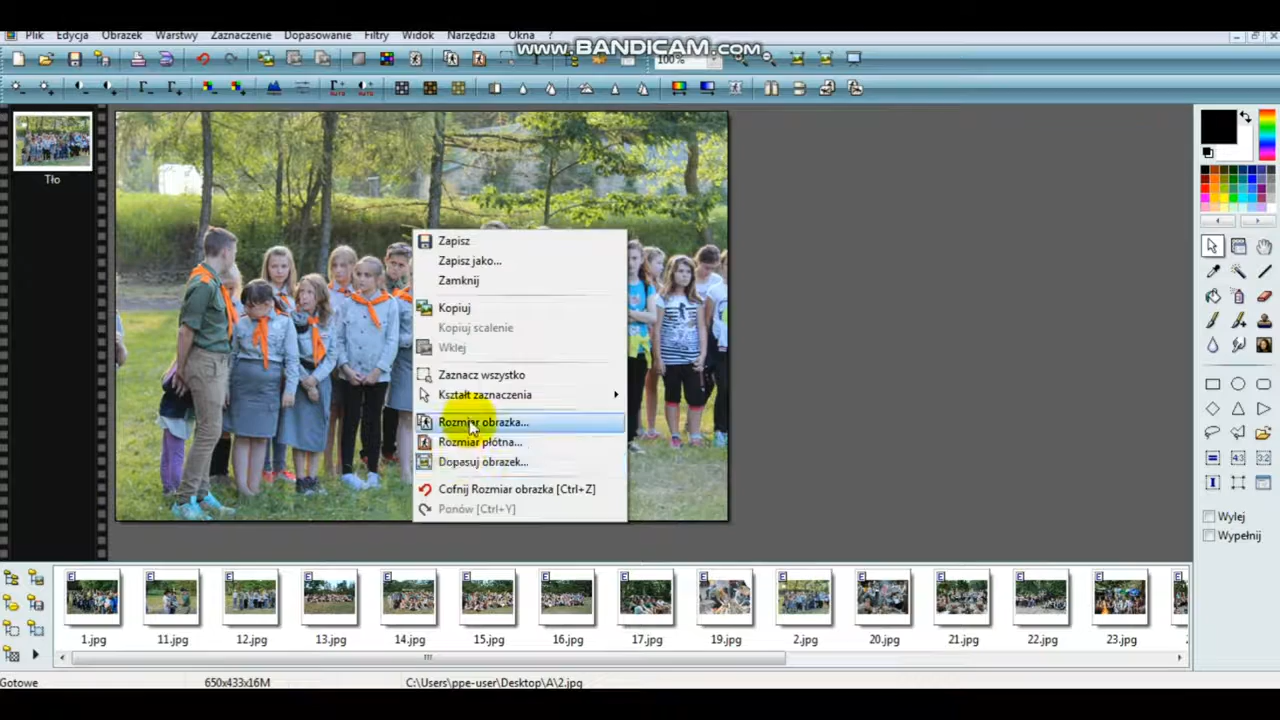 Plik Edycja Obrazek Warstwy Zaznaczenie Dopasowanie Filtry Widok Narzędzia Okna ?
www.BANDICAM.com
100%
Tło
Zapisz
Zapisz jako...
Zamknij
Kopiuj
Kopiuj scalenie
Wklej
Zaznacz wszystko
Kształt zaznaczenia
Rozmiar obrazka...
Rozmiar płótna...
Dopasuj obrazek...
Cofnij Rozmiar obrazka [Ctrl+Z]
Ponów [Ctrl+Y]
Wylej
Wypełnij
1.jpg 11.jpg 12.jpg 13.jpg 14.jpg 15.jpg 16.jpg 17.jpg 19.jpg 2.jpg 20.jpg 21.jpg 22.jpg 23.jpg
Gotowe 650x433x16M C:\Users\ppe-user\Desktop\A\2.jpg